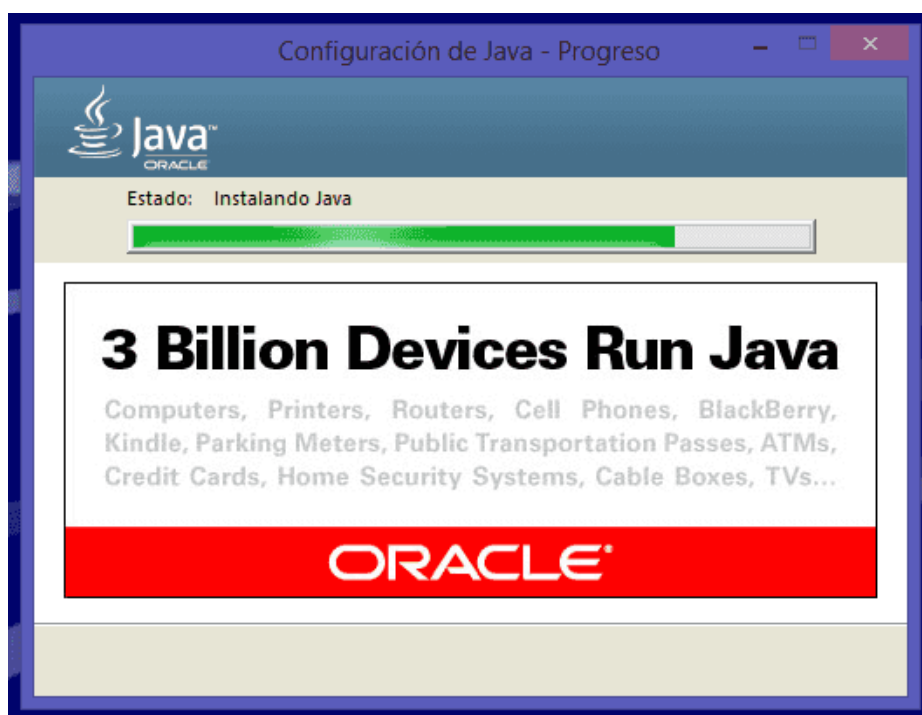 Configuración de Java - Progreso
Java™
ORACLE
Estado: Instalando Java
3 Billion Devices Run Java
Computers, Printers, Routers, Cell Phones, BlackBerry,
Kindle, Parking Meters, Public Transportation Passes, ATMs,
Credit Cards, Home Security Systems, Cable Boxes, TVs...
ORACLE®